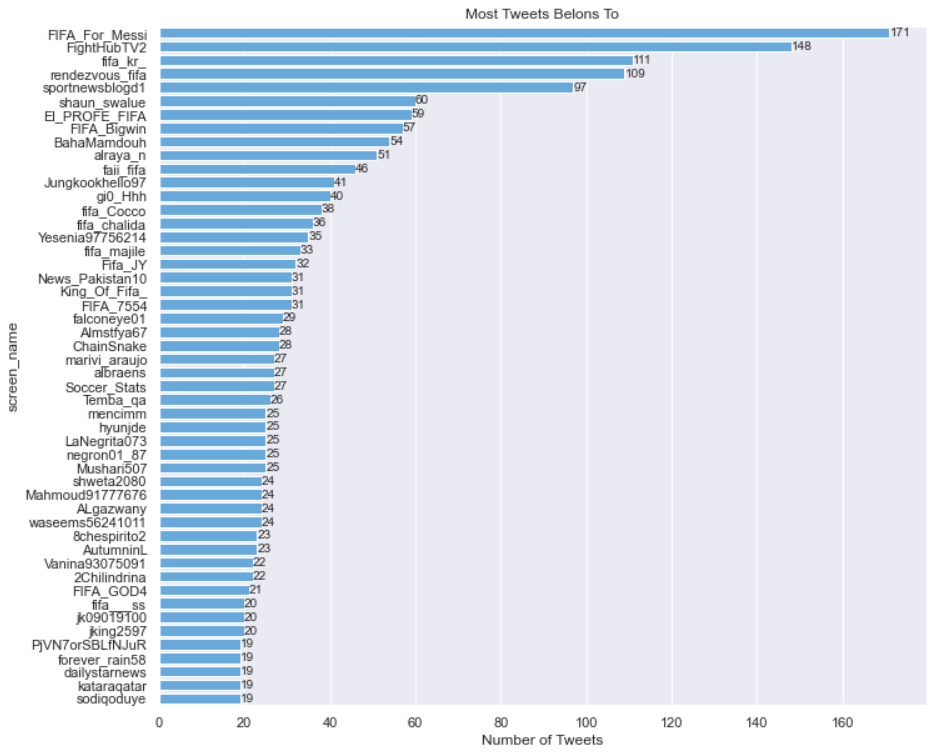 Most Tweets Belons To
screen_name
FIFA_For_Messi 171
FightHubTV2 148
fifa_kr_ 111
rendezvous_fifa 109
sportnewsblogd1 97
shaun_swalue 60
El_PROFE_FIFA 59
FIFA_Bigwin 57
BahaMamdouh 54
alraya_n 51
faii_fifa 46
Jungkookhello97 41
gi0_Hhh 40
fifa_Cocco 38
fifa_chalida 36
Yesenia97756214 35
fifa_majile 33
Fifa_JY 32
News_Pakistan10 31
King_Of_Fifa_ 31
FIFA_7554 31
falconeye01 29
Almstfya67 28
ChainSnake 28
marivi_araujo 27
albraens 27
Soccer_Stats 27
Temba_qa 26
mencimm 25
hyunjde 25
LaNegrita073 25
negron01_87 25
Mushari507 25
shweta2080 24
Mahmoud91777676 24
ALgazwany 24
waseems56241011 24
8chespirito2 23
AutumninL 23
Vanina93075091 22
2Chilindrina 22
FIFA_GOD4 21
fifa___ss 20
jk09019100 20
jking2597 20
PjVN7orSBLfNJuR 19
forever_rain58 19
dailystarnews 19
kataraqatar 19
sodiqoduye 19
0 20 40 60 80 100 120 140 160
Number of Tweets